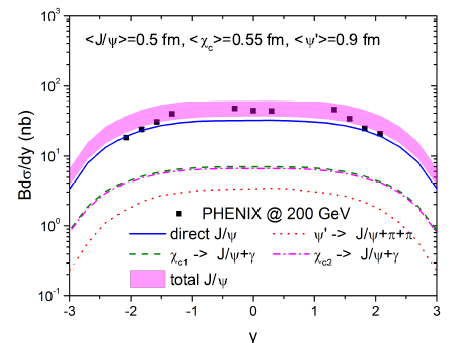 <J/ψ>=0.5 fm, <χc>=0.55 fm, <ψ'>=0.9 fm
10³
10²
10¹
10⁰
10⁻¹
Bdσ/dy (nb)
PHENIX @ 200 GeV
direct J/ψ
ψ' -> J/ψ+π+π
χc1 -> J/ψ+γ
χc2 -> J/ψ+γ
total J/ψ
-3 -2 -1 0 1 2 3
y